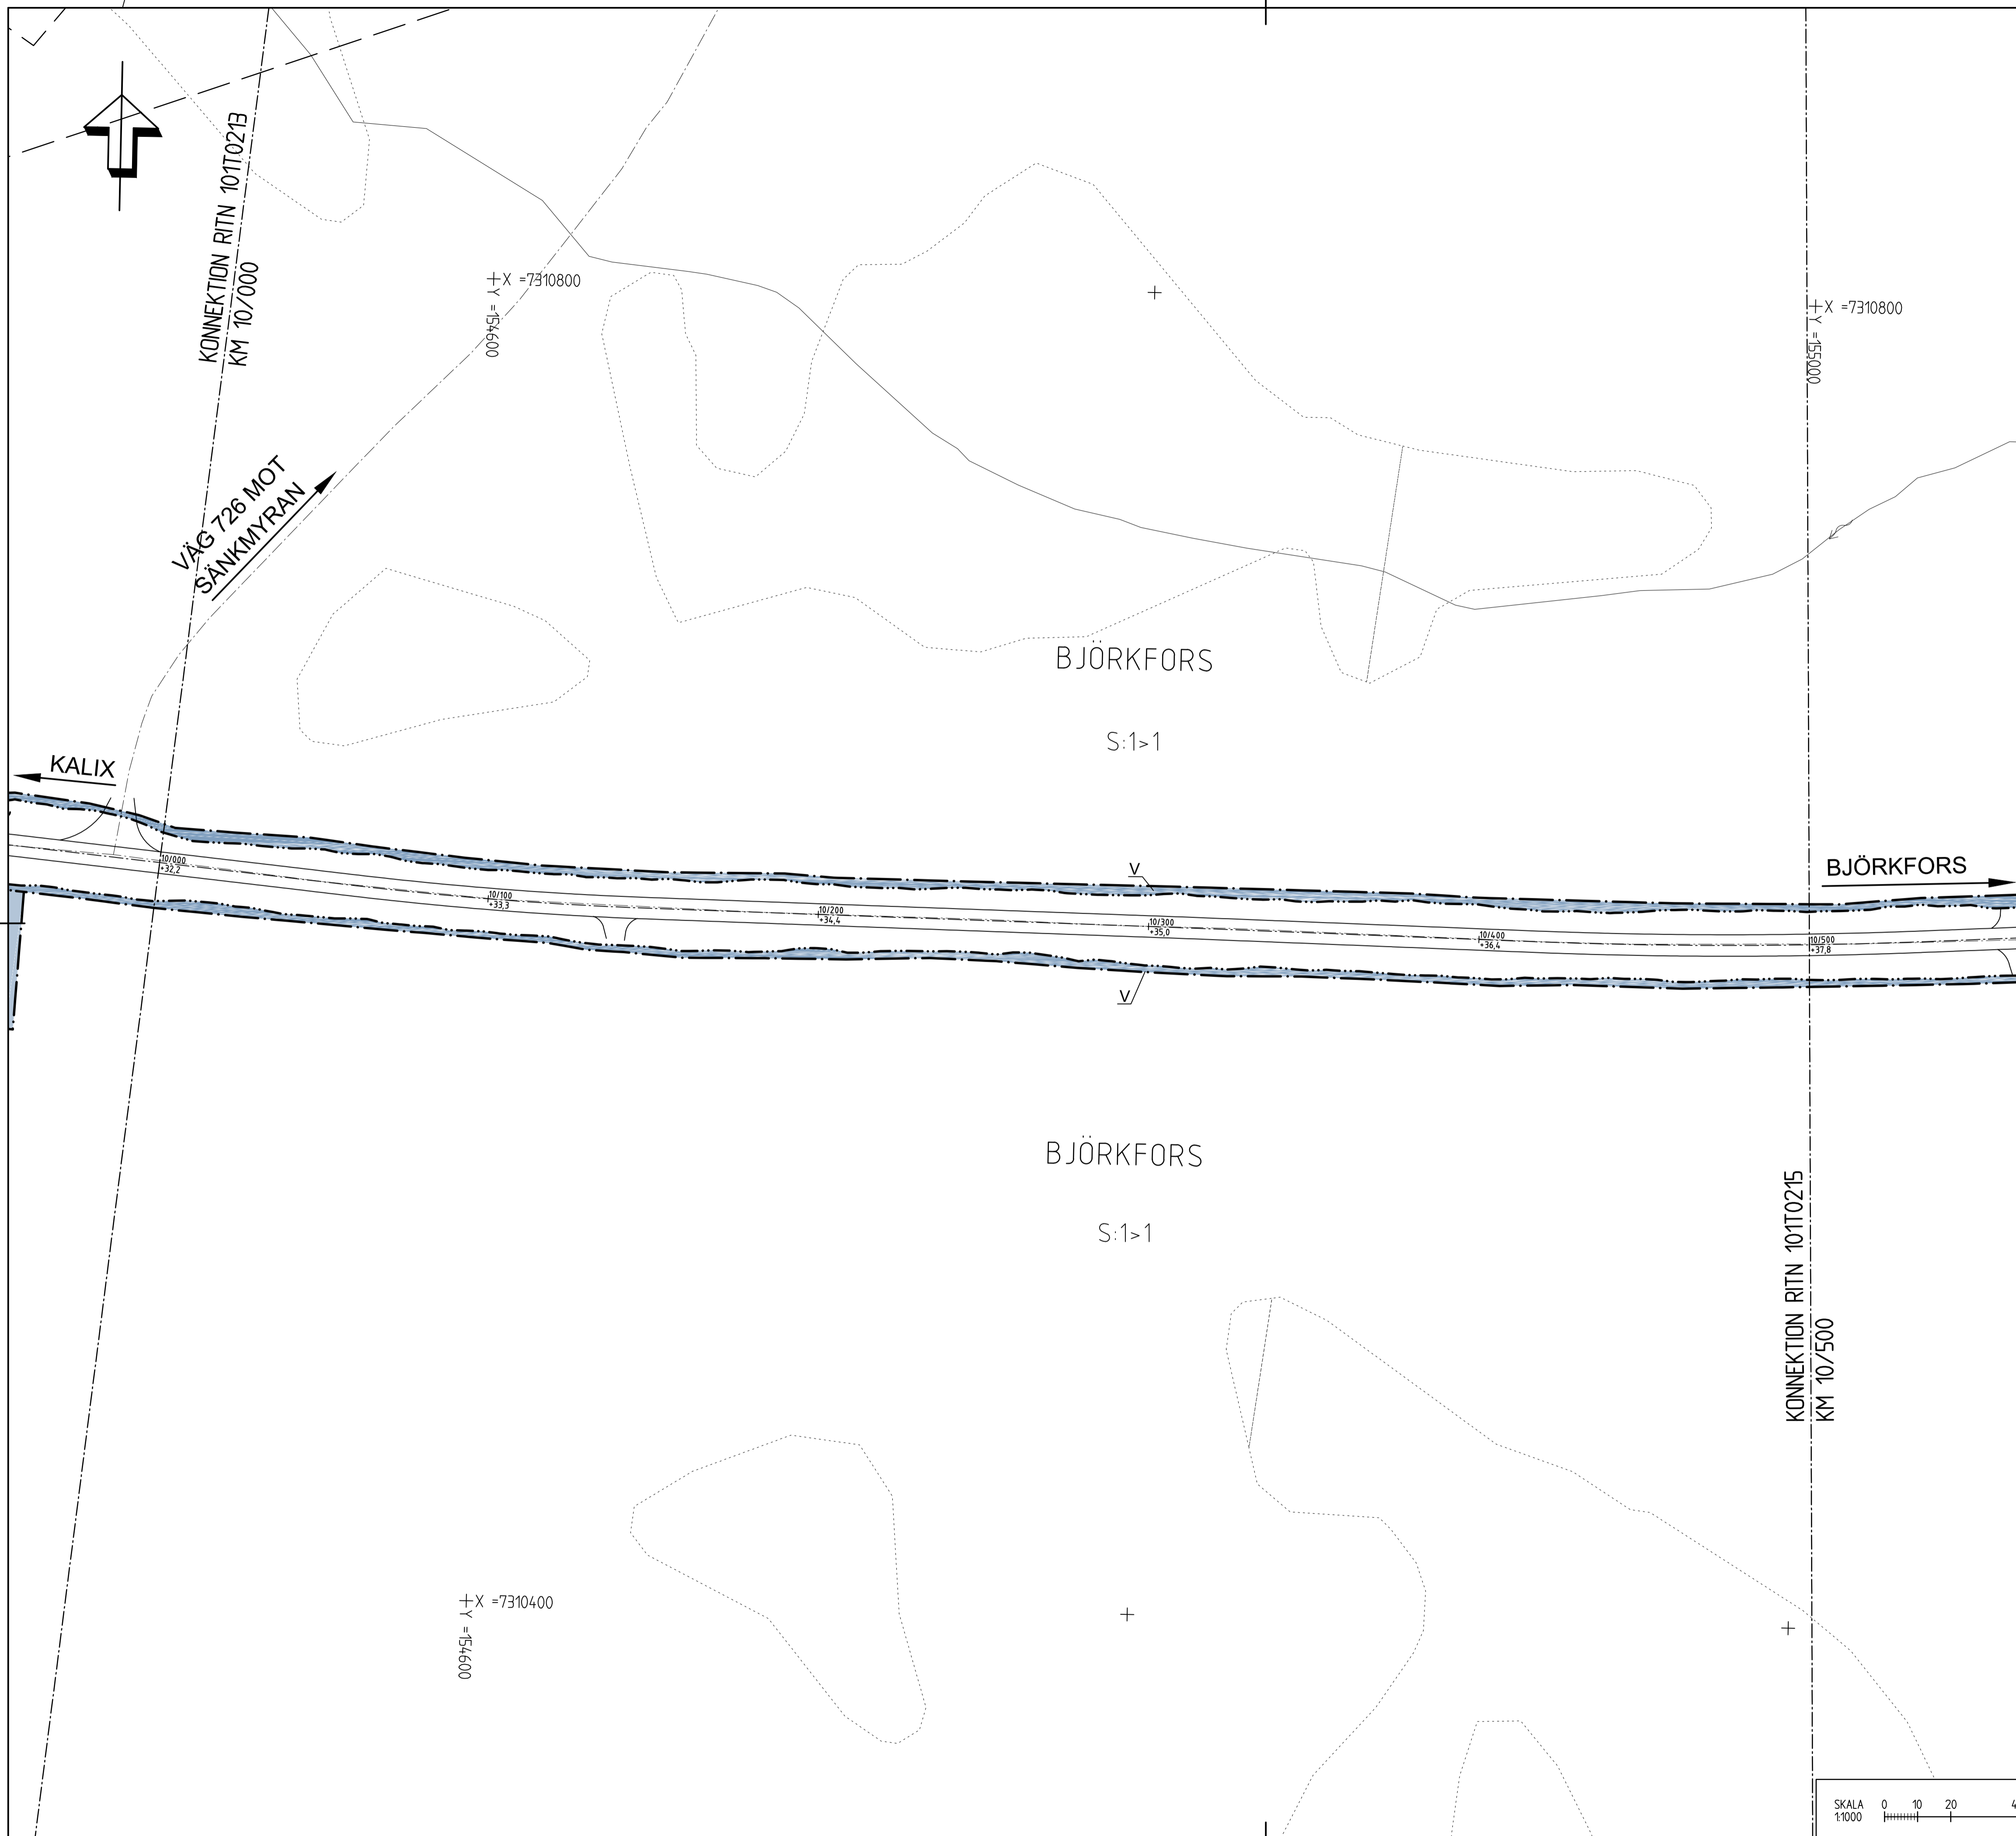 KONNEKTION RITN 101T0213
KM 10/000
X =7310800
Y =154600
X =7310800
Y =155000
VÄG 726 MOT
SÄNKMYRAN
BJÖRKFORS
S:1>1
KALIX
BJÖRKFORS
V
10/000
+32,2
10/100
+33,3
10/200
+34,4
10/300
+35,0
10/400
+36,4
10/500
+37,8
V
BJÖRKFORS
S:1>1
KONNEKTION RITN 101T0215
KM 10/500
X =7310400
Y =154600
SKALA 0 10 20 4
1:1000